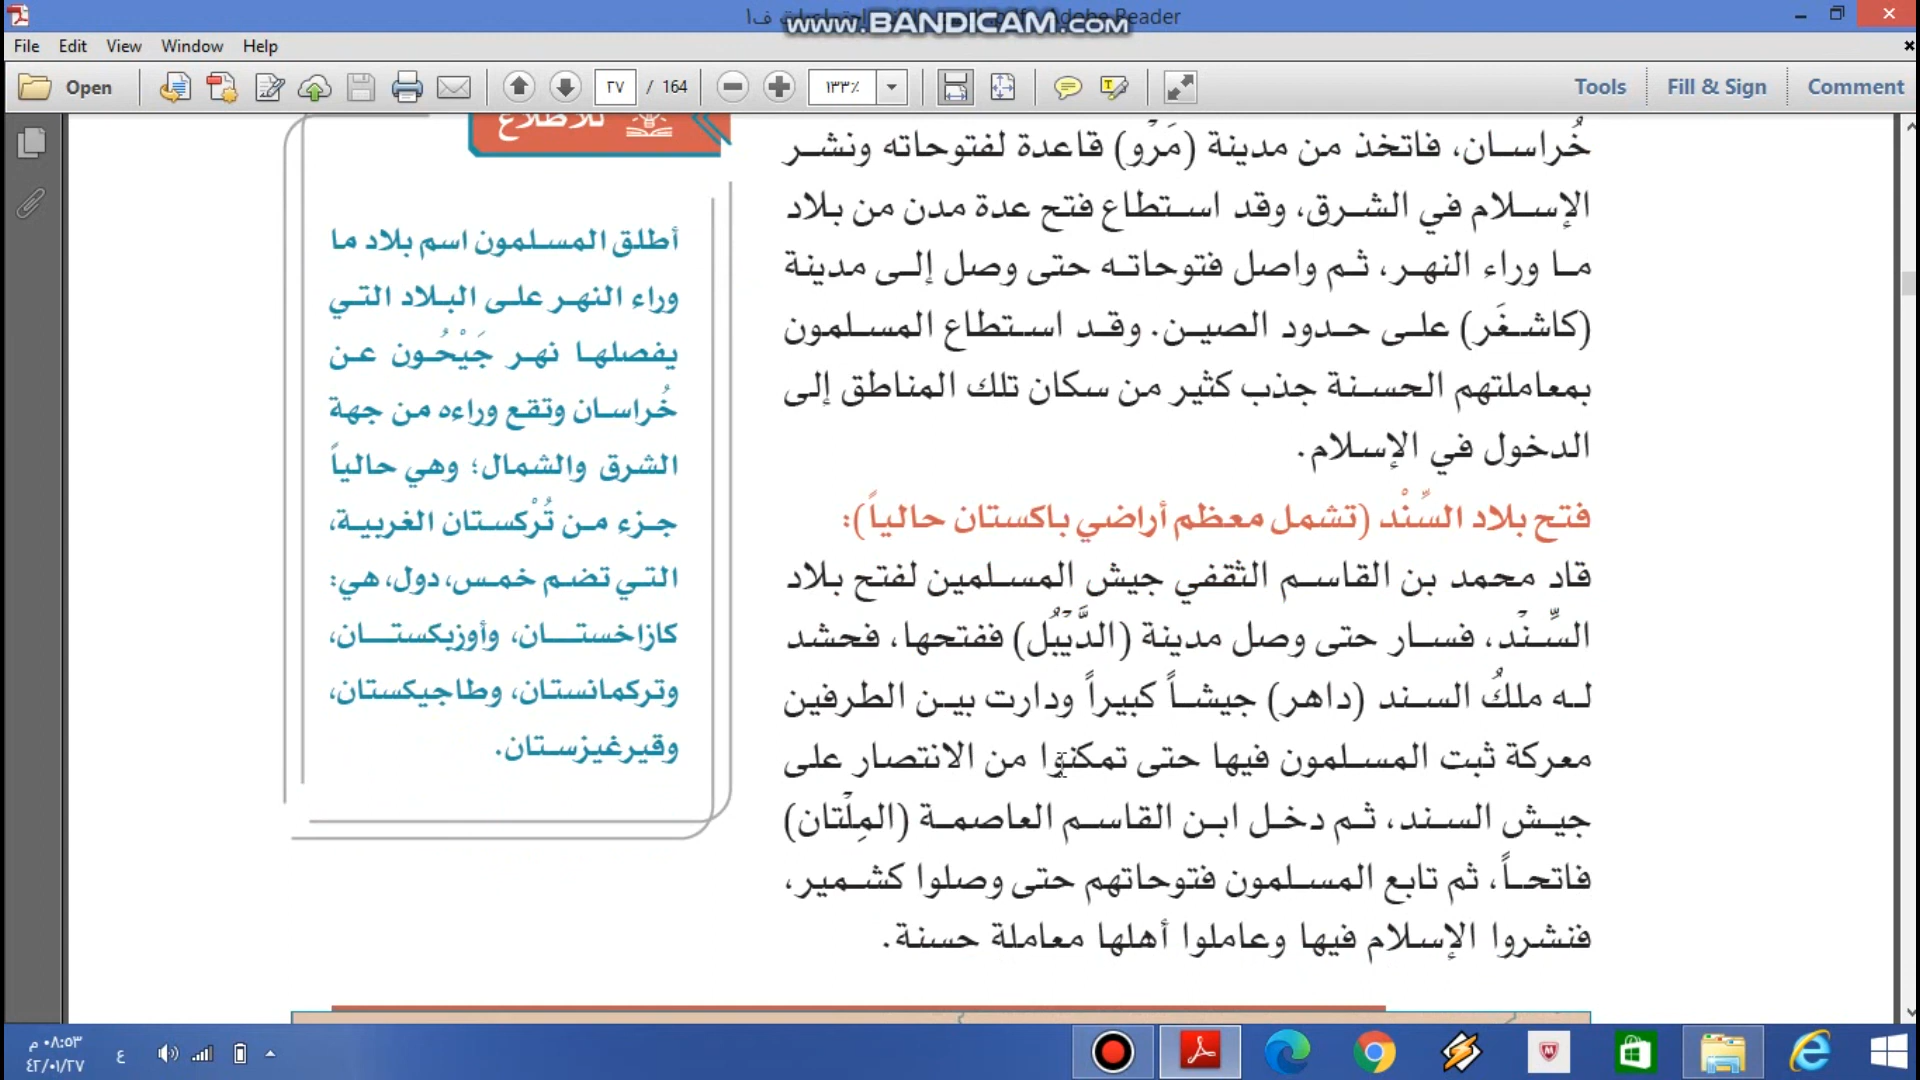 www.BANDICAM.com
Adobe Reader
File Edit View Window Help
Open ٢٧ / 164 ١٣٣٪ Tools Fill & Sign Comment
خُراسان، فاتخذ من مدينة (مَرْو) قاعدة لفتوحاته ونشر
الإسلام في الشرق، وقد استطاع فتح عدة مدن من بلاد
ما وراء النهر، ثم واصل فتوحاته حتى وصل إلى مدينة
(كاشغَر) على حدود الصين. وقد استطاع المسلمون
بمعاملتهم الحسنة جذب كثير من سكان تلك المناطق إلى
الدخول في الإسلام.
فتح بلاد السِّنْد (تشمل معظم أراضي باكستان حالياً):
قاد محمد بن القاسم الثقفي جيش المسلمين لفتح بلاد
السِّنْد، فسار حتى وصل مدينة (الدَّيْبُل) ففتحها، فحشد
له ملكُ السند (داهر) جيشاً كبيراً ودارت بين الطرفين
معركة ثبت المسلمون فيها حتى تمكنوا من الانتصار على
جيش السند، ثم دخل ابن القاسم العاصمة (المِلْتان)
فاتحاً، ثم تابع المسلمون فتوحاتهم حتى وصلوا كشمير،
فنشروا الإسلام فيها وعاملوا أهلها معاملة حسنة.
للاطلاع
أطلق المسلمون اسم بلاد ما
وراء النهر على البلاد التي
يفصلها نهر جَيْحُون عن
خُراسان وتقع وراءه من جهة
الشرق والشمال؛ وهي حالياً
جزء من تُرْكستان الغربية،
التي تضم خمس، دول، هي:
كازاخستان، وأوزبكستان،
وتركمانستان، وطاجيكستان،
وقيرغيزستان.
٠٨:٥٣ م
ع
٤٢/٠١/٢٧